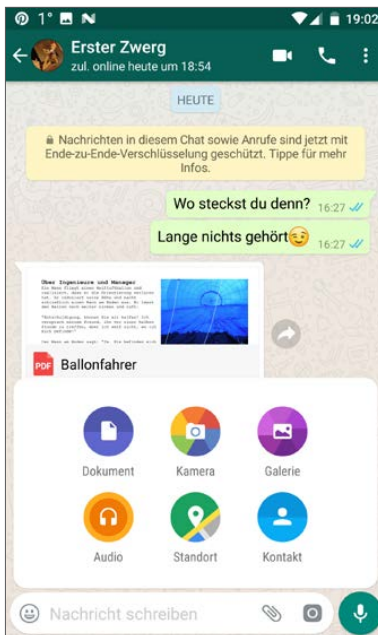 1° 19:02
Erster Zwerg
zul. online heute um 18:54
HEUTE
Nachrichten in diesem Chat sowie Anrufe sind jetzt mit
Ende-zu-Ende-Verschlüsselung geschützt. Tippe für mehr
Infos.
Wo steckst du denn? 16:27
Lange nichts gehört 16:27
Über Ingenieure und Manager
PDF Ballonfahrer
Dokument Kamera Galerie
Audio Standort Kontakt
Nachricht schreiben